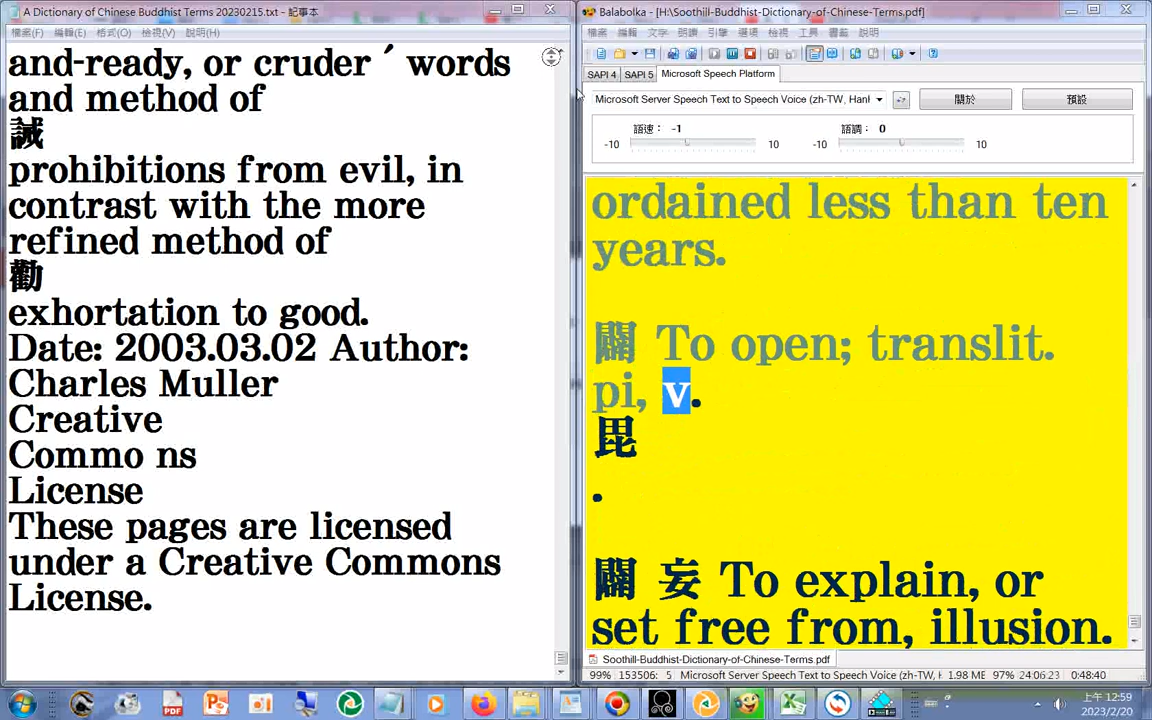 A Dictionary of Chinese Buddhist Terms 20230215.txt - 記事本
檔案(F) 編輯(E) 格式(O) 檢視(V) 說明(H)
and-ready, or cruder ˊ words
and method of
誡
prohibitions from evil, in
contrast with the more
refined method of
勸
exhortation to good.
Date: 2003.03.02 Author:
Charles Muller
Creative
Commo ns
License
These pages are licensed
under a Creative Commons
License.
Balabolka - [H:\Soothill-Buddhist-Dictionary-of-Chinese-Terms.pdf]
檔案 編輯 文字 朗讀 引擎 選項 檢視 工具 書籤 說明
SAPI 4 SAPI 5 Microsoft Speech Platform
Microsoft Server Speech Text to Speech Voice (zh-TW, Hanl
關於 預設
語速： -1 語調： 0
-10 10 -10 10
ordained less than ten
years.
闢 To open; translit.
pi, v.
毘
.
闢 妄 To explain, or
set free from, illusion.
Soothill-Buddhist-Dictionary-of-Chinese-Terms.pdf
99% 153506: 5 Microsoft Server Speech Text to Speech Voice (zh-TW, H 1.98 ME 97% 24:06:23 0:48:40
上午 12:59
2023/2/20